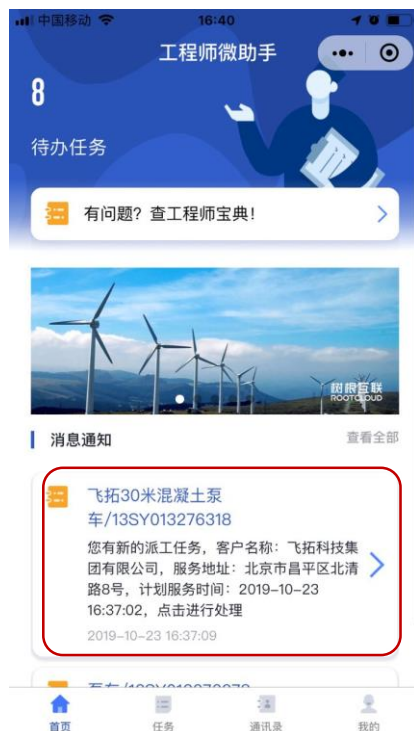 中国移动
16:40
工程师微助手
8
待办任务
有问题？查工程师宝典！
树根互联
ROOTCLOUD
消息通知
查看全部
飞拓30米混凝土泵
车/13SY013276318
您有新的派工任务，客户名称：飞拓科技集
团有限公司，服务地址：北京市昌平区北清
路8号，计划服务时间：2019-10-23
16:37:02，点击进行处理
2019-10-23 16:37:09
首页
任务
通讯录
我的